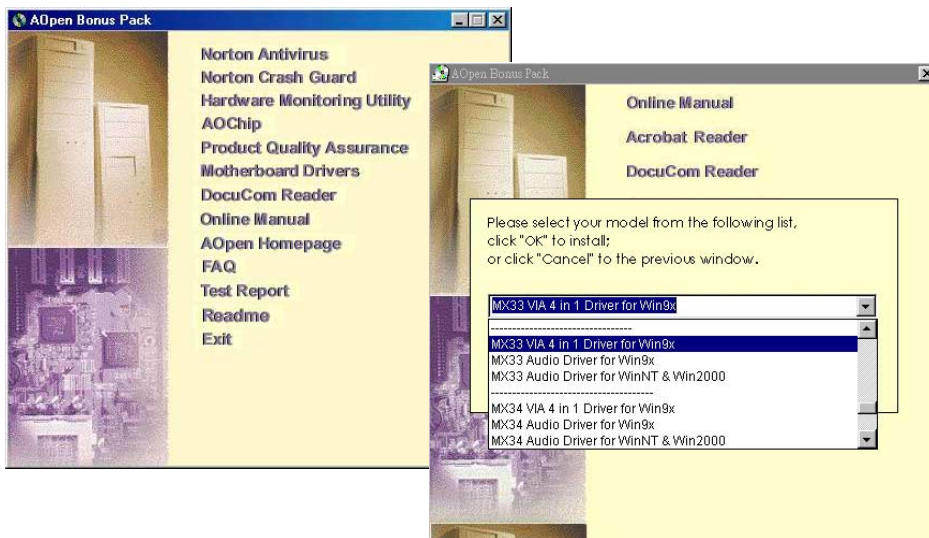 AOpen Bonus Pack
Norton Antivirus
Norton Crash Guard
Hardware Monitoring Utility
AOChip
Product Quality Assurance
Motherboard Drivers
DocuCom Reader
Online Manual
AOpen Homepage
FAQ
Test Report
Readme
Exit
AOpen Bonus Pack
Online Manual
Acrobat Reader
DocuCom Reader
Please select your model from the following list,
click "OK" to install;
or click "Cancel" to the previous window.
MX33 VIA 4 in 1 Driver for Win9x
---------------------------------
MX33 VIA 4 in 1 Driver for Win9x
MX33 Audio Driver for Win9x
MX33 Audio Driver for WinNT & Win2000
--------------------------------------
MX34 VIA 4 in 1 Driver for Win9x
MX34 Audio Driver for Win9x
MX34 Audio Driver for WinNT & Win2000